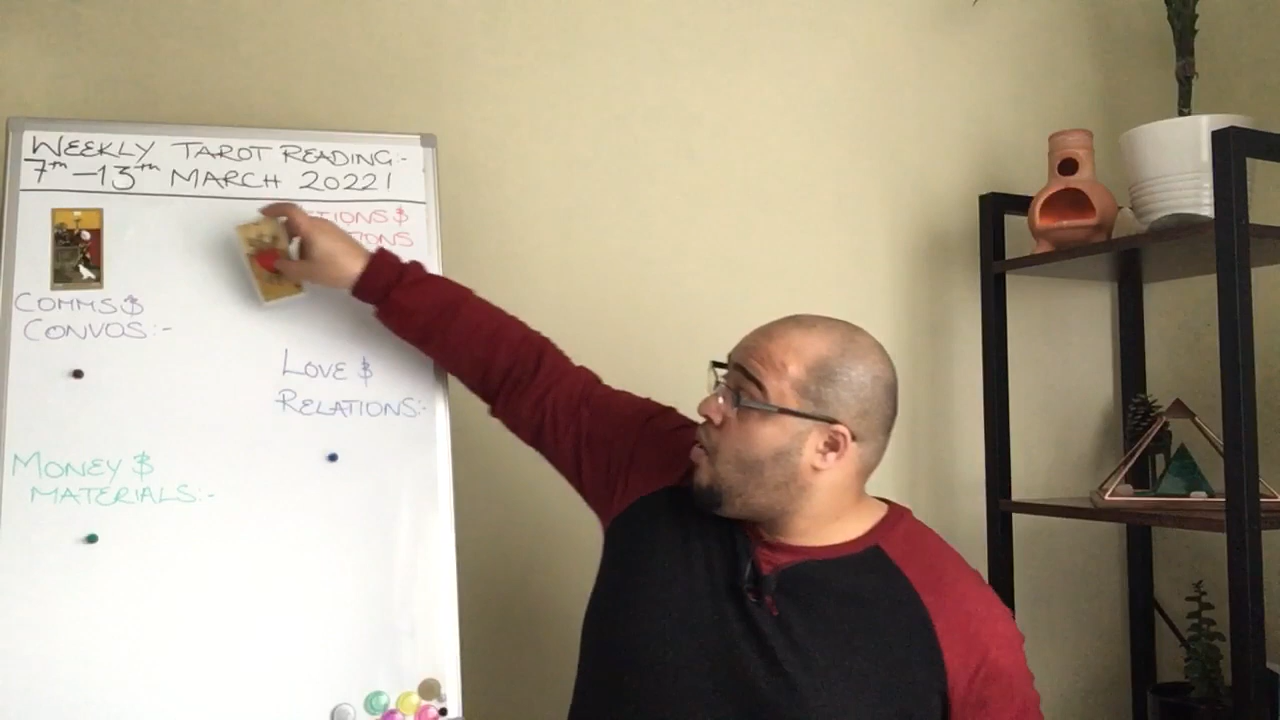 WEEKLY TAROT READING:-
7th-13th MARCH 2022!
COMMS &
CONVOS:-
LOVE &
RELATIONS:-
MONEY &
MATERIALS:-